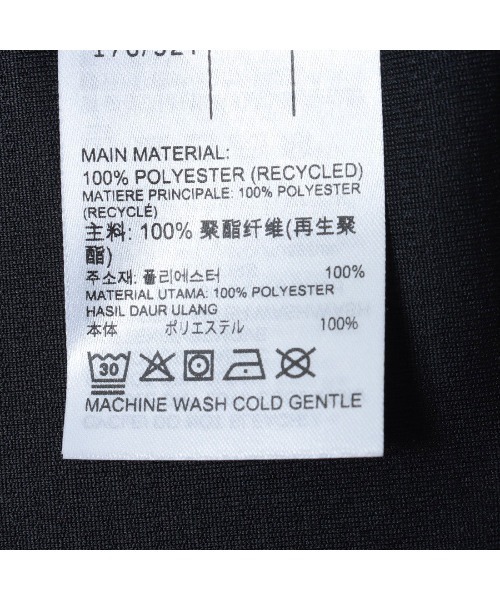 MAIN MATERIAL:
100% POLYESTER (RECYCLED)
MATIERE PRINCIPALE: 100% POLYESTER
(RECYCLÉ)
主料: 100% 聚酯纤维(再生聚
酯)
주소재: 폴리에스터 100%
MATERIAL UTAMA: 100% POLYESTER
HASIL DAUR ULANG
本体 ポリエステル 100%
30
MACHINE WASH COLD GENTLE